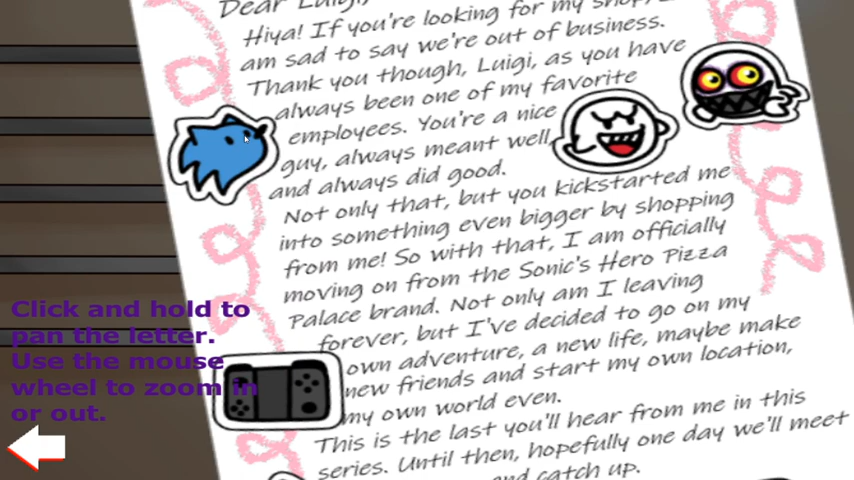 Dear Luigi,
Hiya! If you're looking for my shop, I
am sad to say we're out of business.
Thank you though, Luigi, as you have
always been one of my favorite
employees. You're a nice
guy, always meant well,
and always did good.
Not only that, but you kickstarted me
into something even bigger by shopping
from me! So with that, I am officially
moving on from the Sonic's Hero Pizza
Palace brand. Not only am I leaving
forever, but I've decided to go on my
own adventure, a new life, maybe make
new friends and start my own location,
my own world even.
This is the last you'll hear from me in this
series. Until then, hopefully one day we'll meet
and catch up.
Click and hold to
pan the letter.
Use the mouse
wheel to zoom in
or out.